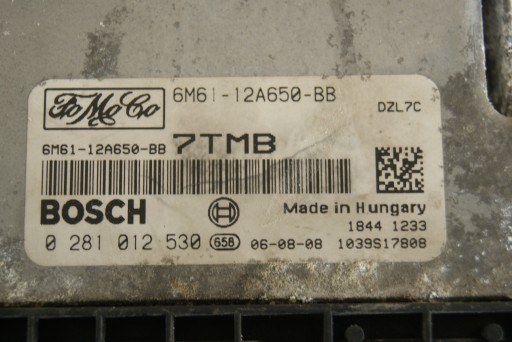 FoMoCo 6M61-12A650-BB DZL7C
6M61-12A650-BB 7TMB
BOSCH Made in Hungary
1844 1233
0 281 012 530 G5B 06-08-08 1039S17808